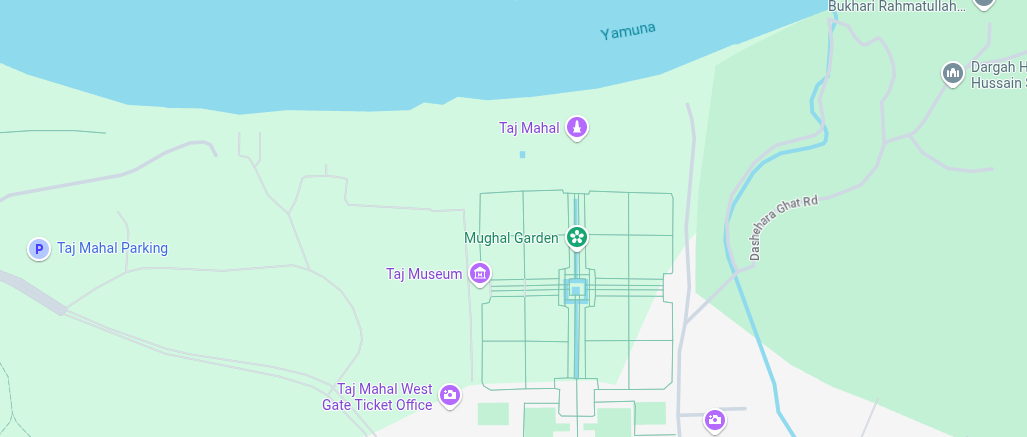 Bukhari Rahmatullah...
Yamuna
Dargah H
Hussain S
Taj Mahal
Dashehara Ghat Rd
Mughal Garden
P
Taj Mahal Parking
Taj Museum
Taj Mahal West
Gate Ticket Office